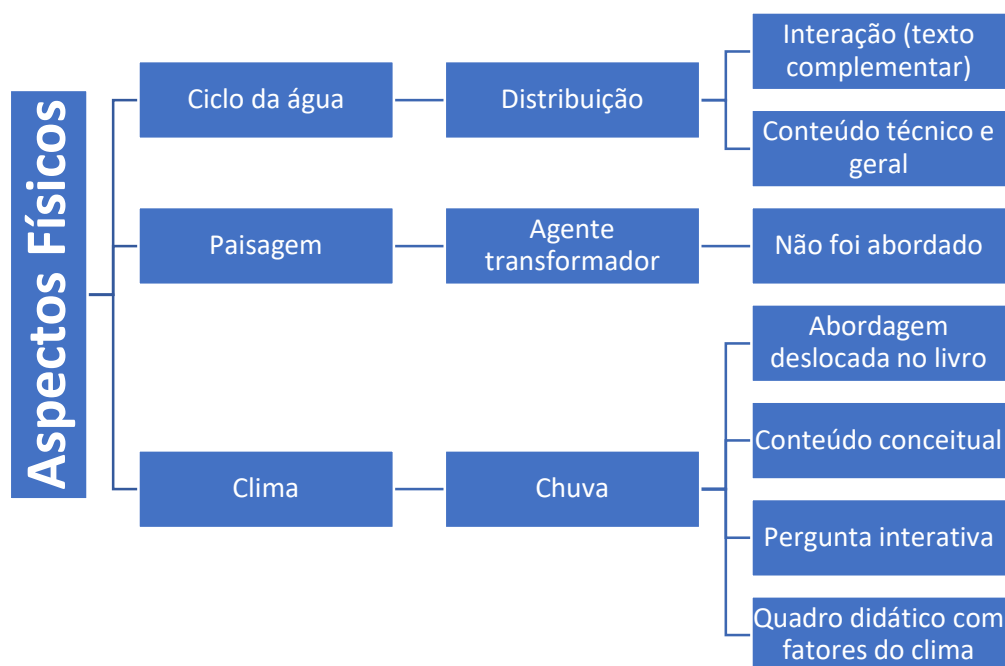 Aspectos Físicos
Ciclo da água
Distribuição
Interação (texto
complementar)
Conteúdo técnico e
geral
Paisagem
Agente
transformador
Não foi abordado
Clima
Chuva
Abordagem
deslocada no livro
Conteúdo conceitual
Pergunta interativa
Quadro didático com
fatores do clima